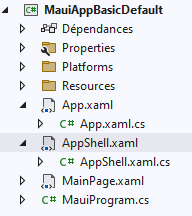 MauiAppBasicDefault
Dépendances
Properties
Platforms
Resources
App.xaml
C# App.xaml.cs
AppShell.xaml
C# AppShell.xaml.cs
MainPage.xaml
C# MauiProgram.cs